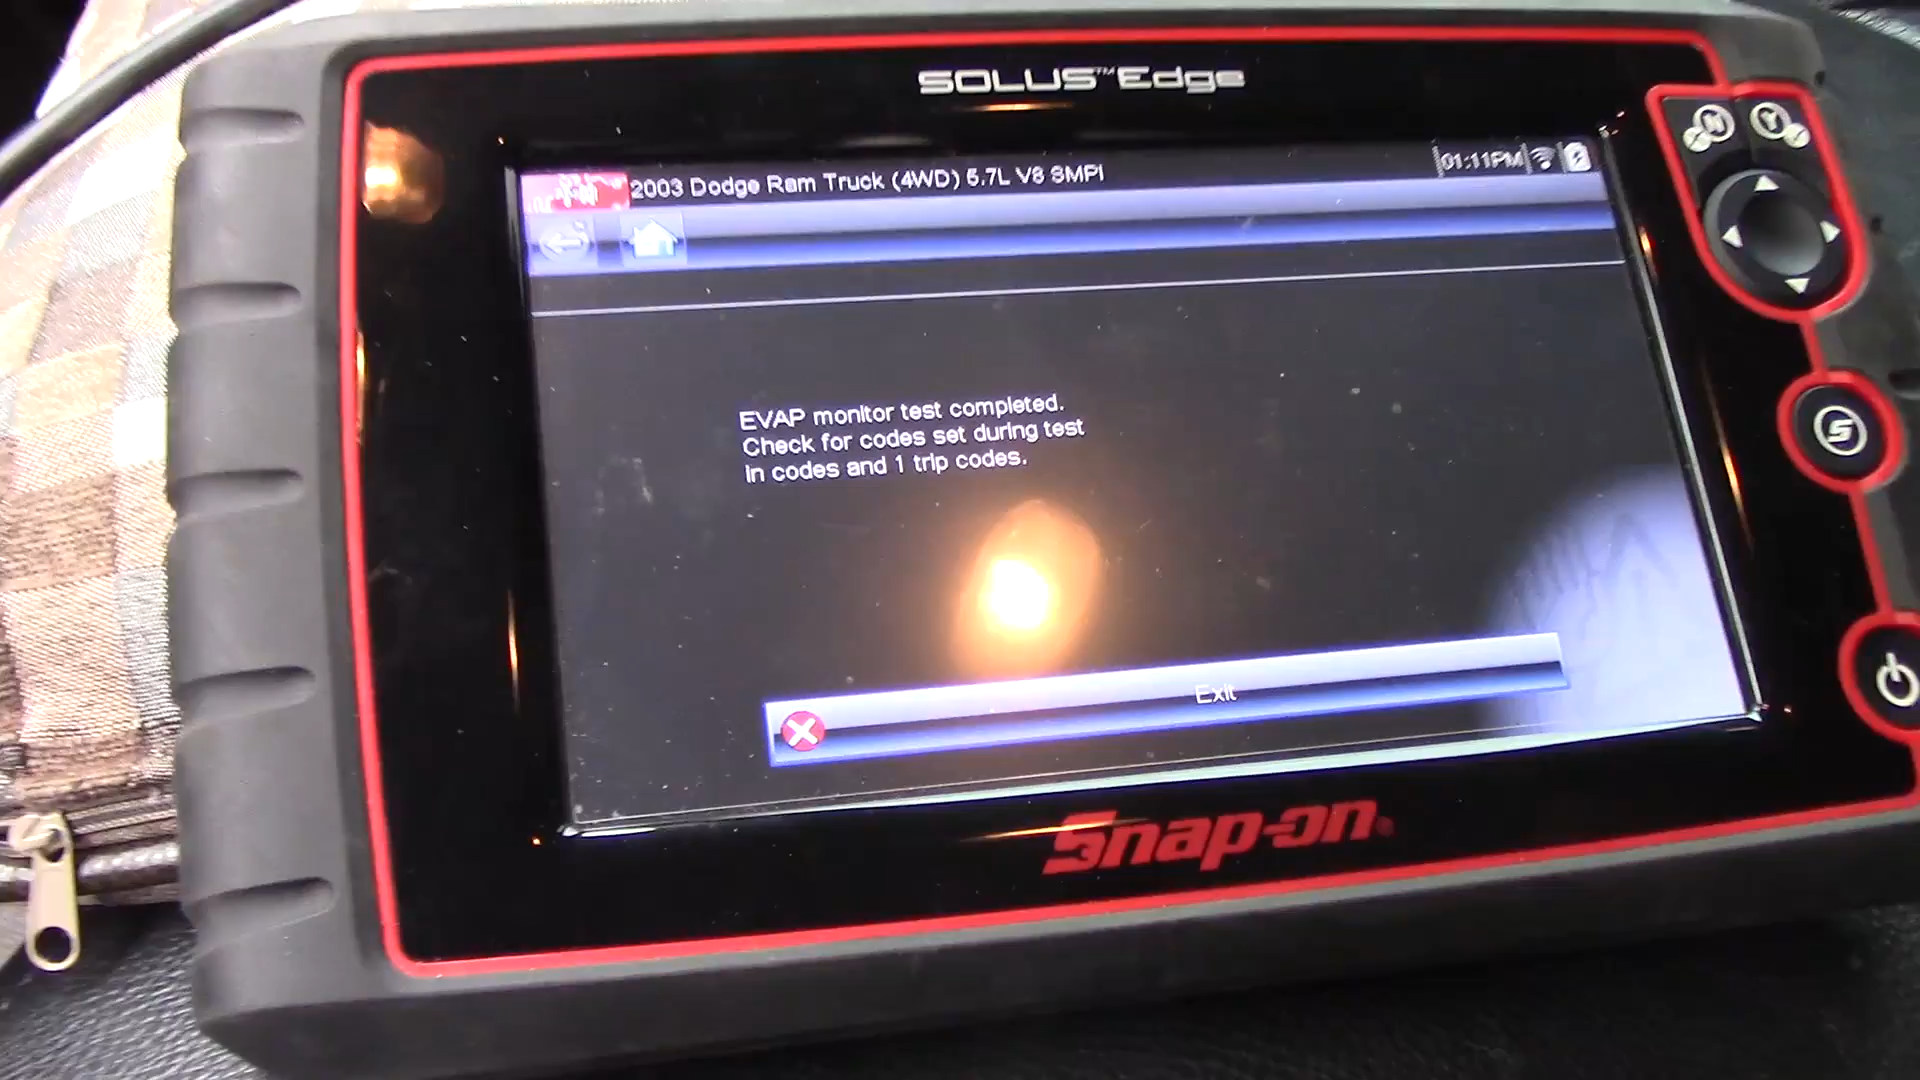 SOLUS™Edge
2003 Dodge Ram Truck (4WD) 5.7L V8 SMPI
01:11PM
N
Y
EVAP monitor test completed.
Check for codes set during test
in codes and 1 trip codes.
Exit
Snap-on